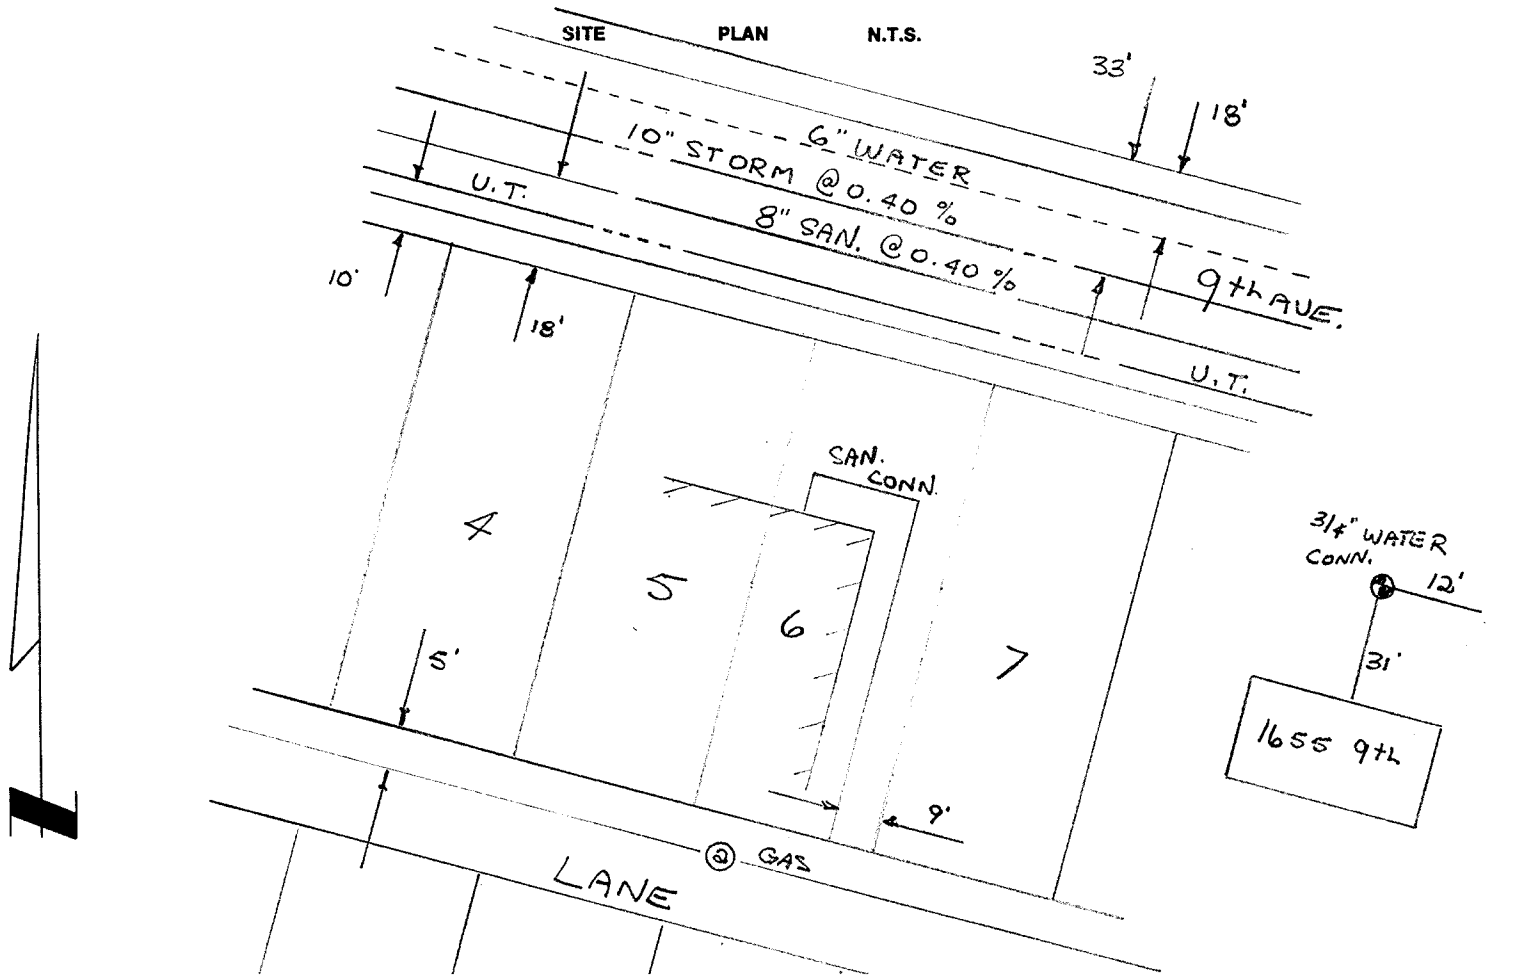 SITE PLAN N.T.S.
33'
18'
6" WATER
10" STORM @ 0.40 %
8" SAN. @ 0.40 %
U.T.
9th AVE.
10'
18'
U.T.
SAN.
CONN.
4
5
6
7
3/4" WATER
CONN.
12'
31'
1655 9th
5'
9'
2 GAS
LANE